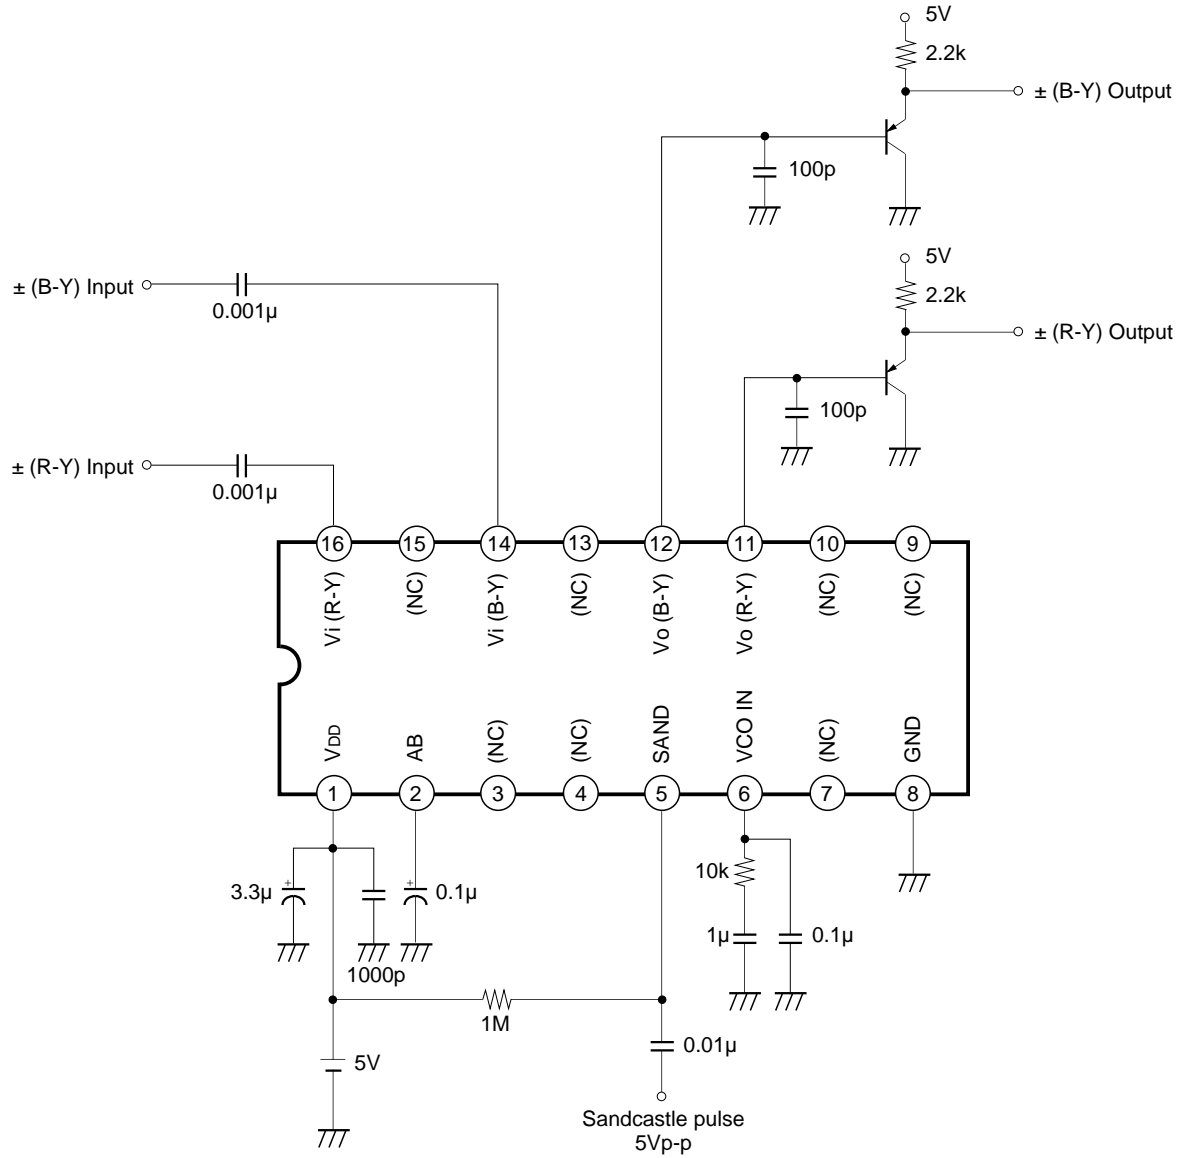 5V
2.2k
± (B-Y) Output
100p
5V
± (B-Y) Input
0.001µ
2.2k
± (R-Y) Output
100p
± (R-Y) Input
0.001µ
16
15
14
13
12
11
10
9
Vi (R-Y)
(NC)
Vi (B-Y)
(NC)
Vo (B-Y)
Vo (R-Y)
(NC)
(NC)
VDD
AB
(NC)
(NC)
SAND
VCO IN
(NC)
GND
1
2
3
4
5
6
7
8
3.3µ
+
+
0.1µ
1000p
10k
1µ
0.1µ
1M
0.01µ
5V
Sandcastle pulse
5Vp-p